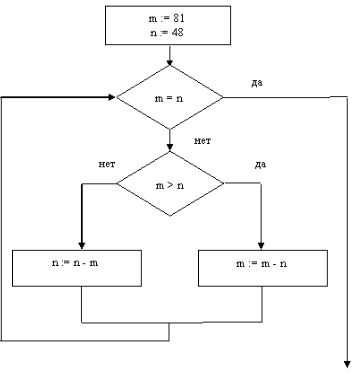 m := 81
n := 48
да
m = n
нет
нет
да
m > n
n := n - m
m := m - n